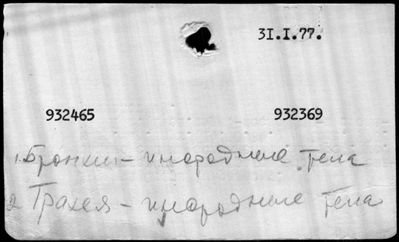 31.I.77.
932465 932369
1. Бронхи – инородные тела
2 Трахея – инородные тела